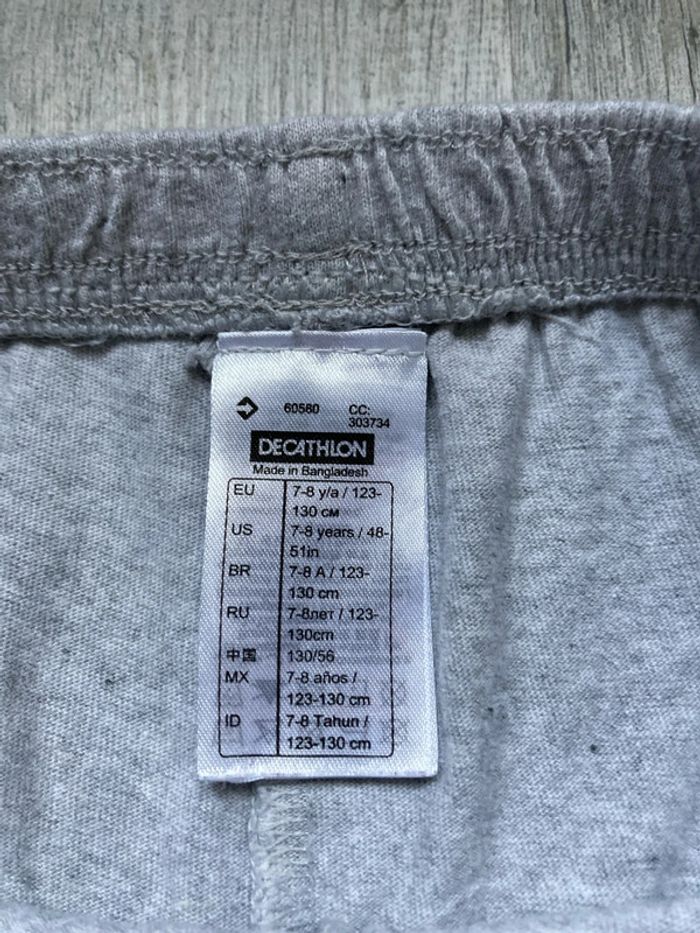 60580 CC:
303734
DECATHLON
Made in Bangladesh
EU 7-8 y/a / 123-
130 см
US 7-8 years / 48-
51in
BR 7-8 A / 123-
130 cm
RU 7-8лет / 123-
130cm
中国 130/56
MX 7-8 años /
123-130 cm
ID 7-8 Tahun /
123-130 cm